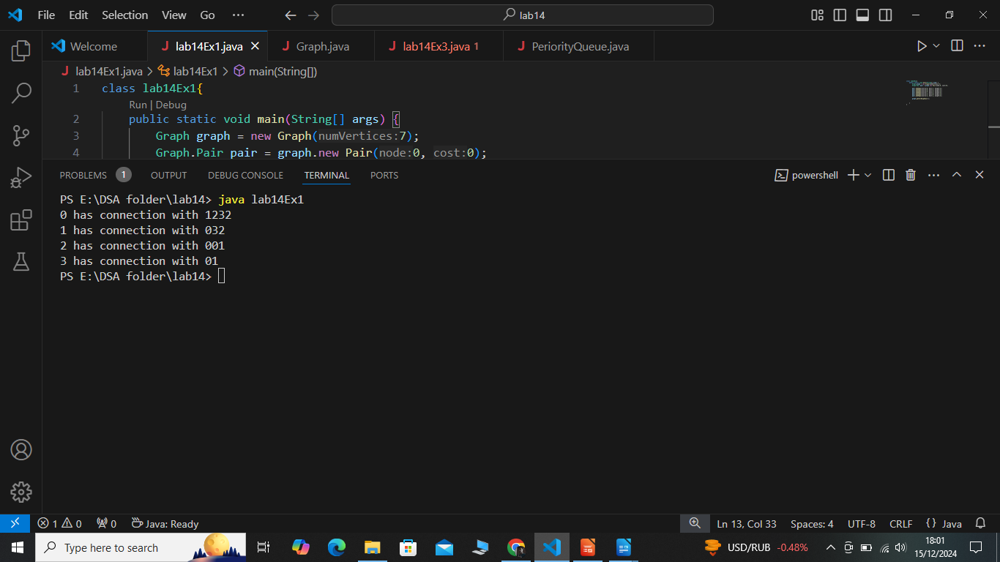 File Edit Selection View Go ··· lab14
Welcome lab14Ex1.java Graph.java lab14Ex3.java 1 PeriorityQueue.java
lab14Ex1.java > lab14Ex1 > main(String[])
1 class lab14Ex1{
Run | Debug
2 public static void main(String[] args) {
3 Graph graph = new Graph(numVertices:7);
4 Graph.Pair pair = graph.new Pair(node:0, cost:0);
PROBLEMS 1 OUTPUT DEBUG CONSOLE TERMINAL PORTS powershell
PS E:\DSA folder\lab14> java lab14Ex1
0 has connection with 1232
1 has connection with 032
2 has connection with 001
3 has connection with 01
PS E:\DSA folder\lab14>
1 0 0 Java: Ready Ln 13, Col 33 Spaces: 4 UTF-8 CRLF {} Java
Type here to search USD/RUB -0.48% 18:01
15/12/2024